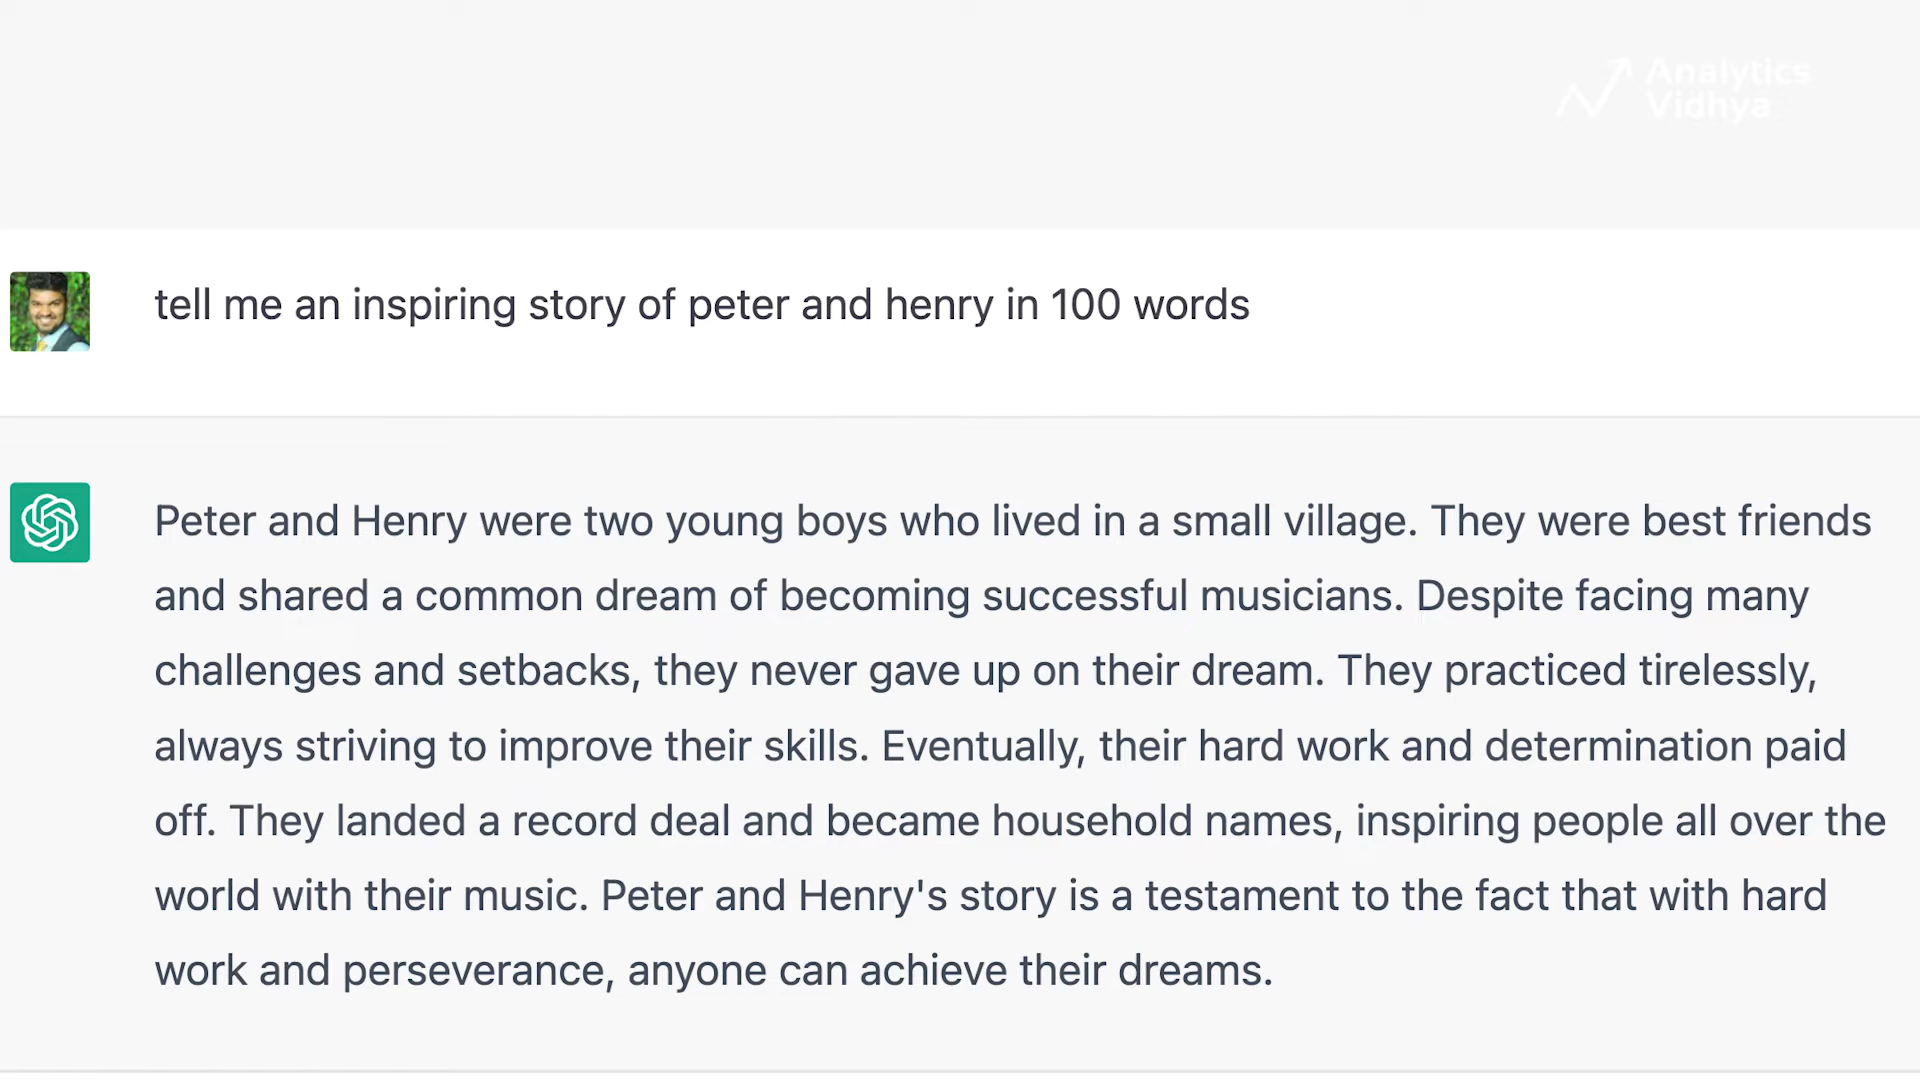 Analytics
Vidhya
tell me an inspiring story of peter and henry in 100 words
Peter and Henry were two young boys who lived in a small village. They were best friends
and shared a common dream of becoming successful musicians. Despite facing many
challenges and setbacks, they never gave up on their dream. They practiced tirelessly,
always striving to improve their skills. Eventually, their hard work and determination paid
off. They landed a record deal and became household names, inspiring people all over the
world with their music. Peter and Henry's story is a testament to the fact that with hard
work and perseverance, anyone can achieve their dreams.